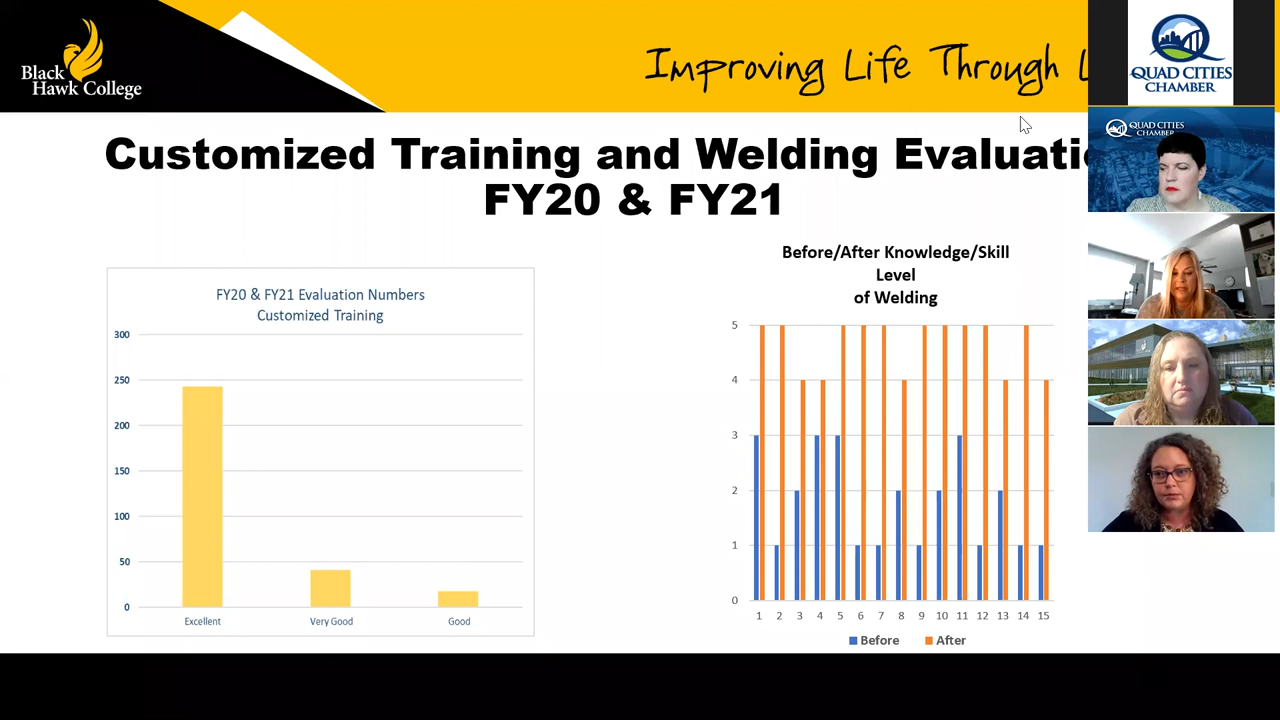 Black
Hawk College
Improving Life Through
QUAD CITIES
CHAMBER
QUAD CITIES
CHAMBER
Customized Training and Welding Evaluatio
FY20 & FY21
FY20 & FY21 Evaluation Numbers
Customized Training
300
250
200
150
100
50
0
Excellent Very Good Good
Before/After Knowledge/Skill
Level
of Welding
5
4
3
2
1
0
1 2 3 4 5 6 7 8 9 10 11 12 13 14 15
Before After